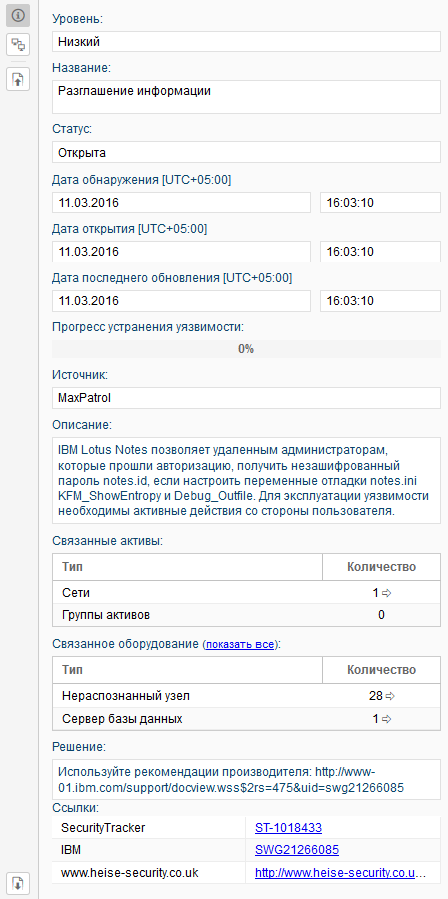 Уровень:
Низкий
Название:
Разглашение информации
Статус:
Открыта
Дата обнаружения [UTC+05:00]
11.03.2016 16:03:10
Дата открытия [UTC+05:00]
11.03.2016 16:03:10
Дата последнего обновления [UTC+05:00]
11.03.2016 16:03:10
Прогресс устранения уязвимости:
0%
Источник:
MaxPatrol
Описание:
IBM Lotus Notes позволяет удаленным администраторам,
которые прошли авторизацию, получить незашифрованный
пароль notes.id, если настроить переменные отладки notes.ini
KFM_ShowEntropy и Debug_Outfile. Для эксплуатации уязвимости
необходимы активные действия со стороны пользователя.
Связанные активы:
Тип Количество
Сети 1
Группы активов 0
Связанное оборудование (показать все):
Тип Количество
Нераспознанный узел 28
Сервер базы данных 1
Решение:
Используйте рекомендации производителя: http://www-
01.ibm.com/support/docview.wss$2rs=475&uid=swg21266085
Ссылки:
SecurityTracker ST-1018433
IBM SWG21266085
www.heise-security.co.uk http://www.heise-security.co.u...